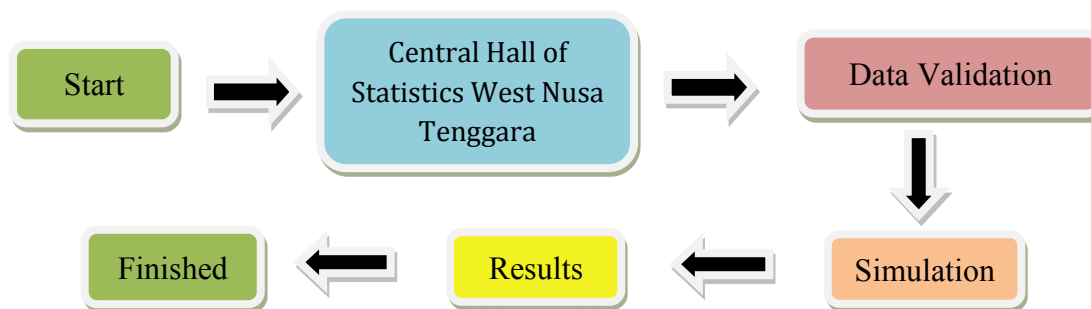 Start
Central Hall of
Statistics West Nusa
Tenggara
Data Validation
Simulation
Results
Finished